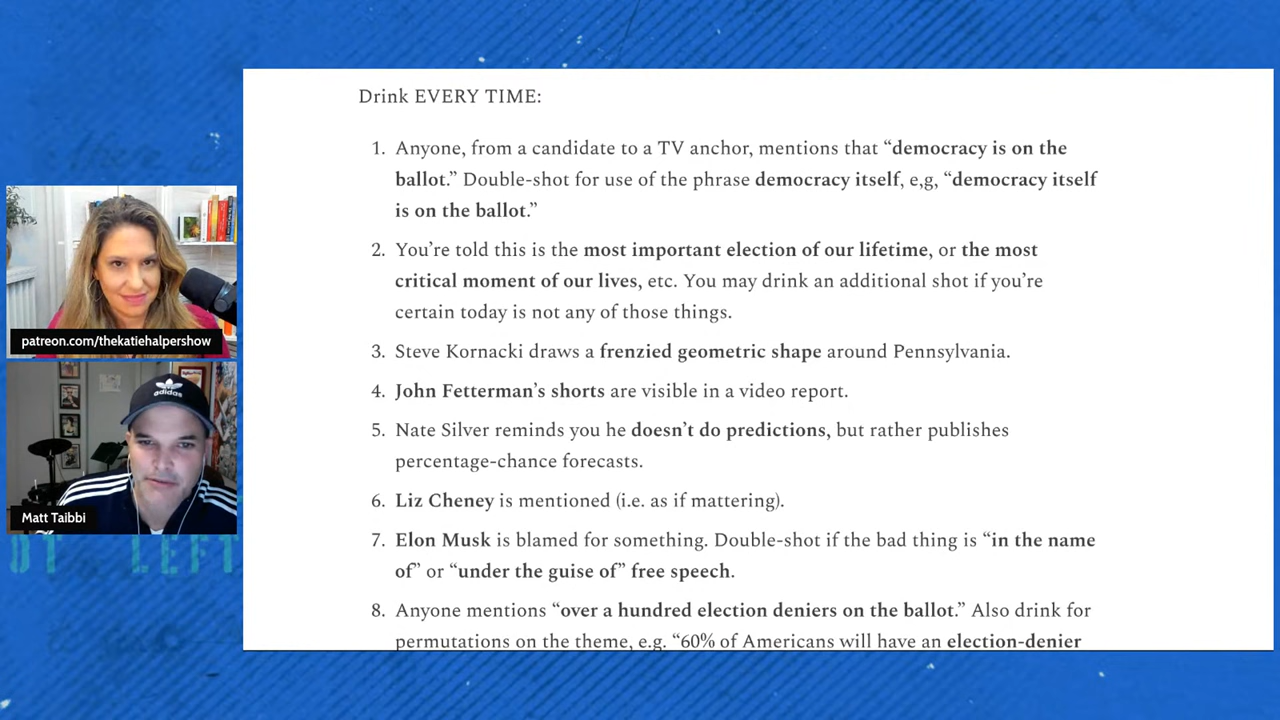 Drink EVERY TIME:
1. Anyone, from a candidate to a TV anchor, mentions that “democracy is on the
ballot.” Double-shot for use of the phrase democracy itself, e,g, “democracy itself
is on the ballot.”
2. You’re told this is the most important election of our lifetime, or the most
critical moment of our lives, etc. You may drink an additional shot if you’re
certain today is not any of those things.
3. Steve Kornacki draws a frenzied geometric shape around Pennsylvania.
4. John Fetterman’s shorts are visible in a video report.
5. Nate Silver reminds you he doesn’t do predictions, but rather publishes
percentage-chance forecasts.
6. Liz Cheney is mentioned (i.e. as if mattering).
7. Elon Musk is blamed for something. Double-shot if the bad thing is “in the name
of” or “under the guise of” free speech.
8. Anyone mentions “over a hundred election deniers on the ballot.” Also drink for
permutations on the theme, e.g. “60% of Americans will have an election-denier
patreon.com/thekatiehalpershow
adidas
Matt Taibbi
LEFT